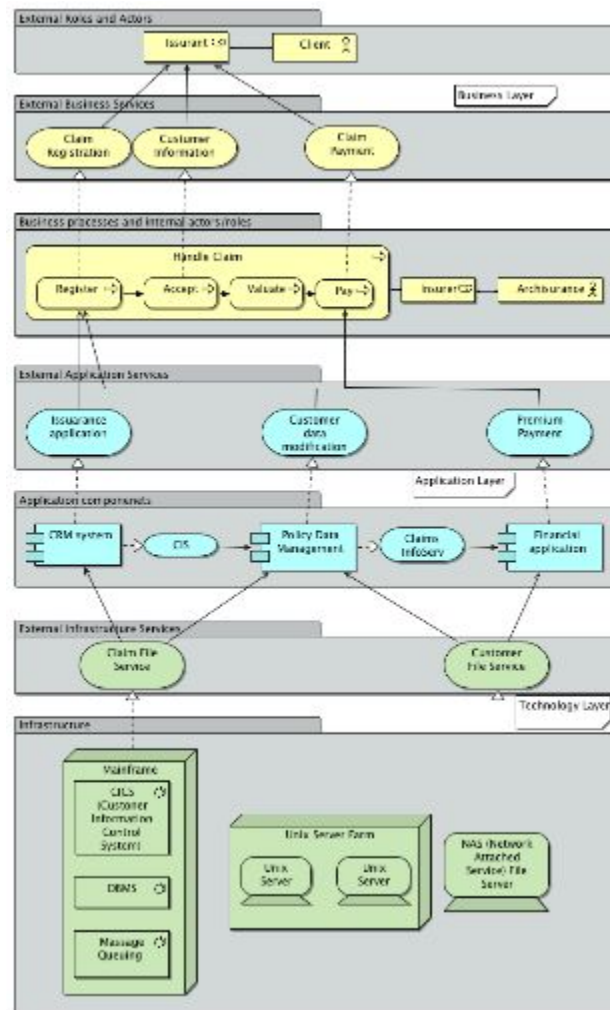 External Roles and Actors
Issurant
Client
External Business Services
Business Layer
Claim
Registration
Customer
Information
Claim
Payment
Business processes and internal actors/roles
Handle Claim
Register
Accept
Valuate
Pay
Insurer
Archisurance
External Application Services
Issuarance
application
Customer
data
modification
Premium
Payment
Application Layer
Application componenets
CRM system
CIS
Policy Data
Management
Claims
InfoServ
Financial
application
External Infrastructure Services
Claim File
Service
Customer
File Service
Technology Layer
Infrastructure
Mainframe
CICS
(Custoner
Information
Control
System)
DBMS
Message
Queuing
Unix Server Farm
Unix
Server
Unix
Server
NAS (Network
Attached
Service) File
Server